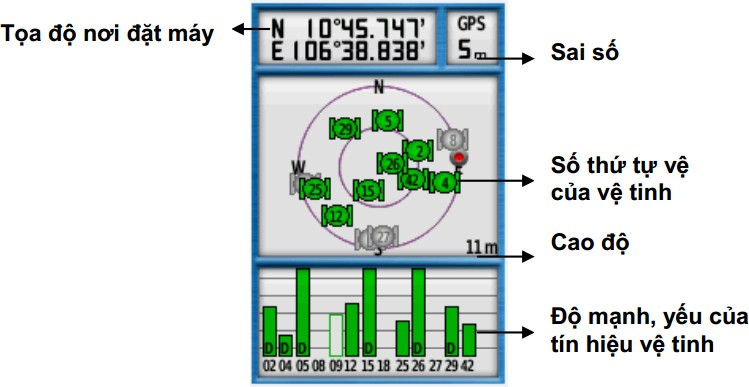 Tọa độ nơi đặt máy
N 10°45.747'
E 106°38.838'
GPS
5m
Sai số
N
5
29
8
2
26
W
42
4
25
15
12
27
S
11 m
Số thứ tự vệ
của vệ tinh
Cao độ
D D D D D D
02 04 05 08 09 12 15 18 25 26 27 29 42
Độ mạnh, yếu của
tín hiệu vệ tinh